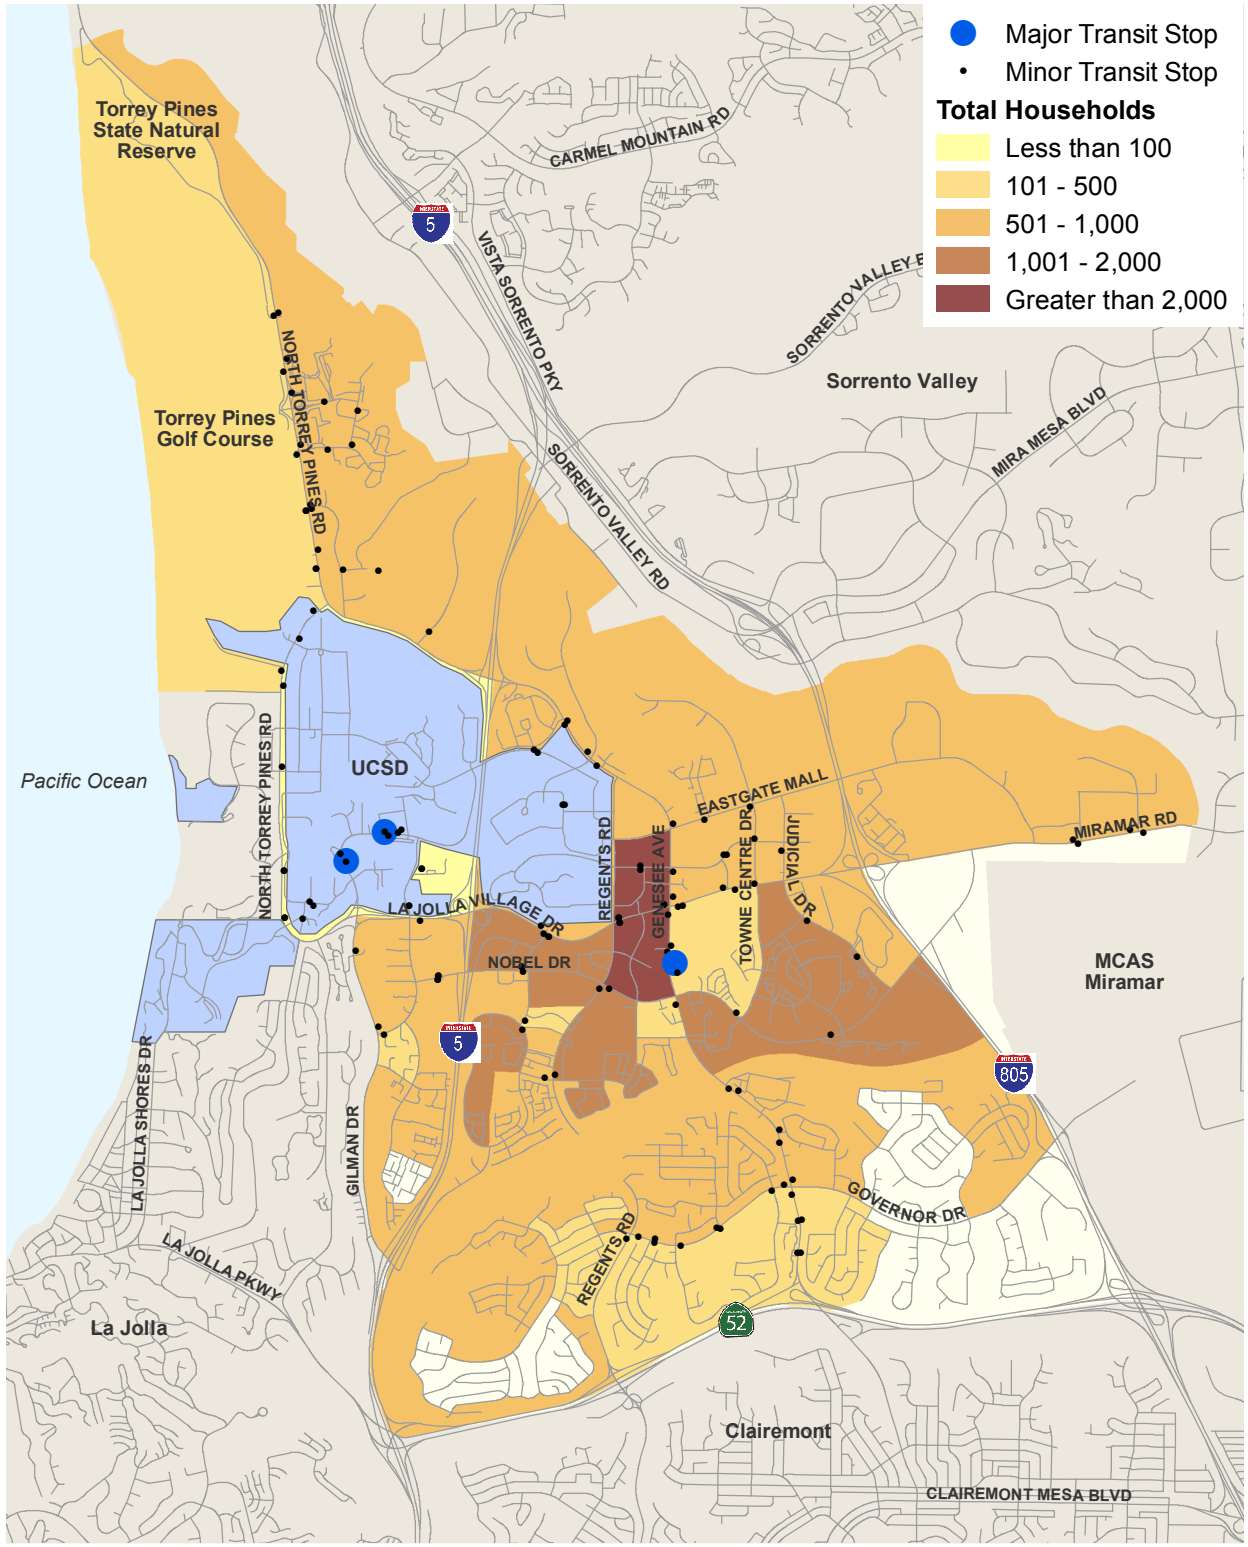 Major Transit Stop
Minor Transit Stop
Total Households
Less than 100
101 - 500
501 - 1,000
1,001 - 2,000
Greater than 2,000
Torrey Pines
State Natural
Reserve
CARMEL MOUNTAIN RD
INTERSTATE
5
VISTA SORRENTO PKY
SORRENTO VALLEY
Sorrento Valley
NORTH TORREY PINES RD
Torrey Pines
Golf Course
MIRA MESA BLVD
SORRENTO VALLEY RD
Pacific Ocean
NORTH TORREY PINES RD
UCSD
EASTGATE MALL
REGENTS RD
GENESEE AVE
TOWNE CENTRE DR
JUDICIAL DR
MIRAMAR RD
LA JOLLA VILLAGE DR
NOBEL DR
MCAS
Miramar
INTERSTATE
5
INTERSTATE
805
LA JOLLA SHORES DR
GILMAN DR
GOVERNOR DR
REGENTS RD
LA JOLLA PKWY
La Jolla
52
Clairemont
CLAIREMONT MESA BLVD